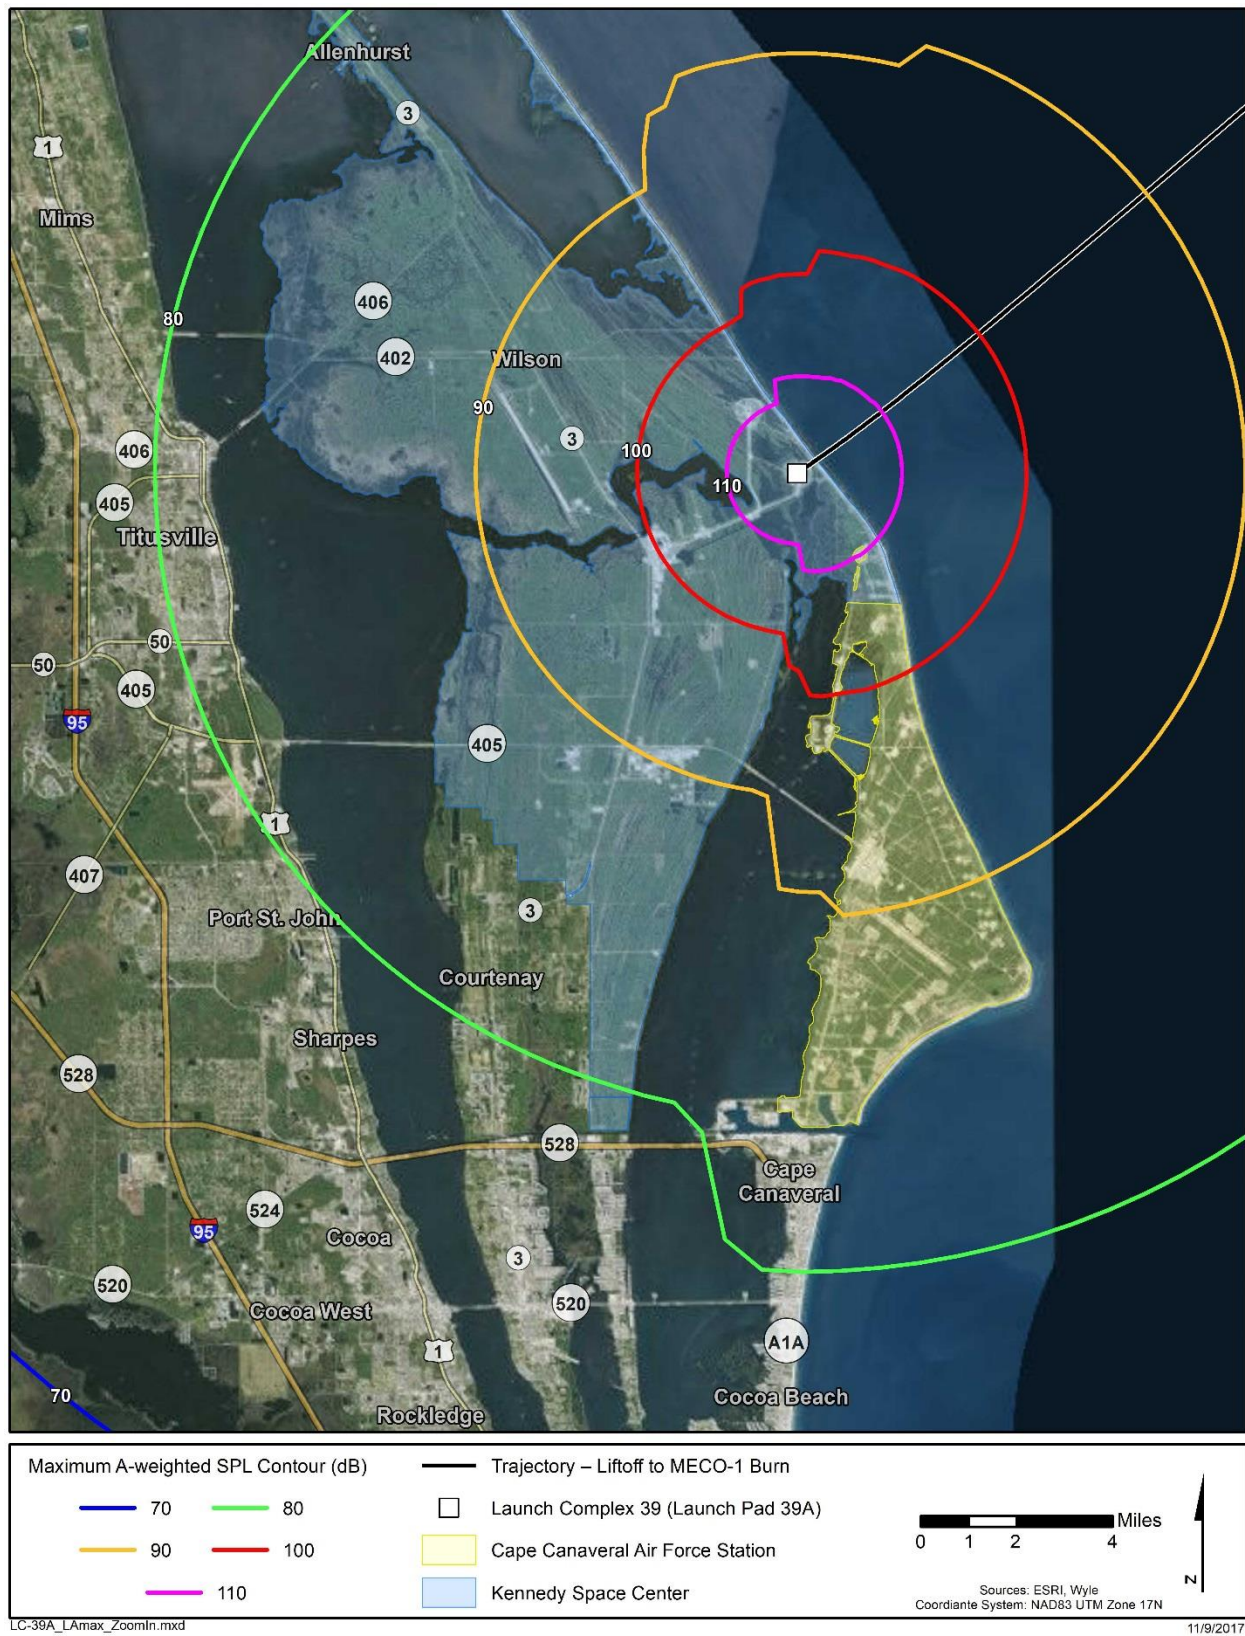 Allenhurst
3
1
Mims
406
80
402
Wilson
90
3
406
100
110
405
Titusville
50
50
405
95
405
1
407
3
Port St. John
Courtenay
Sharpes
528
528
Cape
Canaveral
524
95
Cocoa
3
520
520
Cocoa West
A1A
1
70
Cocoa Beach
Rockledge
Maximum A-weighted SPL Contour (dB)
70
80
90
100
110
Trajectory – Liftoff to MECO-1 Burn
Launch Complex 39 (Launch Pad 39A)
Cape Canaveral Air Force Station
Kennedy Space Center
Miles
0 1 2 4
N
Sources: ESRI, Wyle
Coordiante System: NAD83 UTM Zone 17N
LC-39A_LAmax_ZoomIn.mxd
11/9/2017